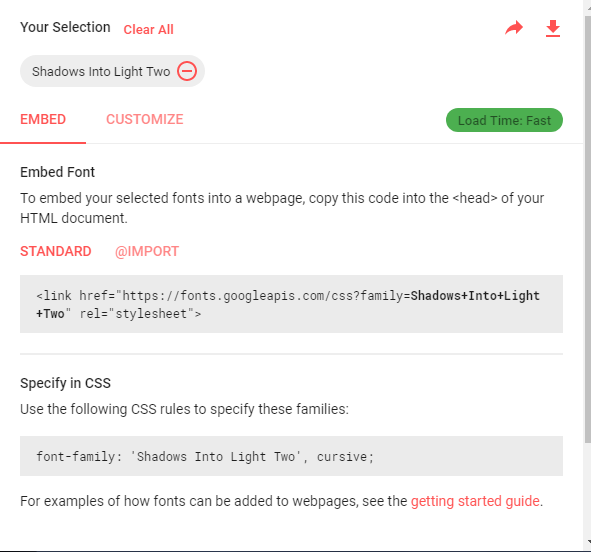 Your Selection Clear All
Shadows Into Light Two
EMBED CUSTOMIZE Load Time: Fast
Embed Font
To embed your selected fonts into a webpage, copy this code into the <head> of your
HTML document.
STANDARD @IMPORT
<link href="https://fonts.googleapis.com/css?family=Shadows+Into+Light
+Two" rel="stylesheet">
Specify in CSS
Use the following CSS rules to specify these families:
font-family: 'Shadows Into Light Two', cursive;
For examples of how fonts can be added to webpages, see the getting started guide.